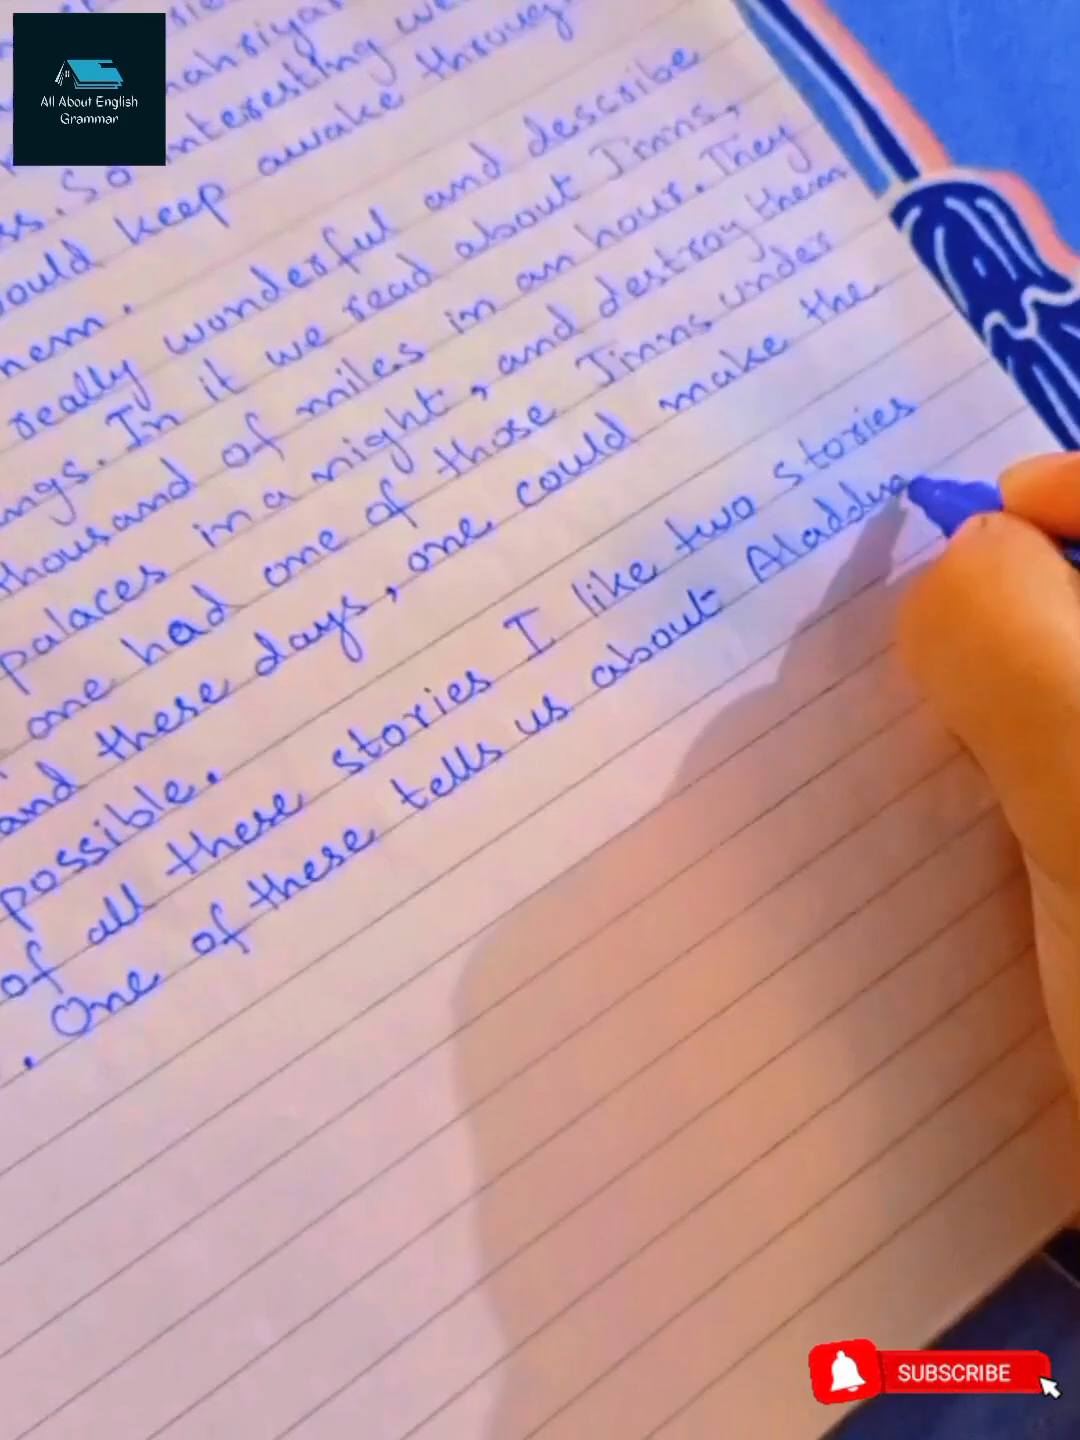 All About English
Grammar
ss. So interesting we
ould keep awake throug
hem.
really wonderful and describe
ngs. In it we read about Jinns,
thousand of miles in an hour. They
palaces in a night, and destroy them
one had one of those Jinns under
and these days, one could make the
possible.
of all these stories I like two stories
. One of these tells us about Aladdin
SUBSCRIBE